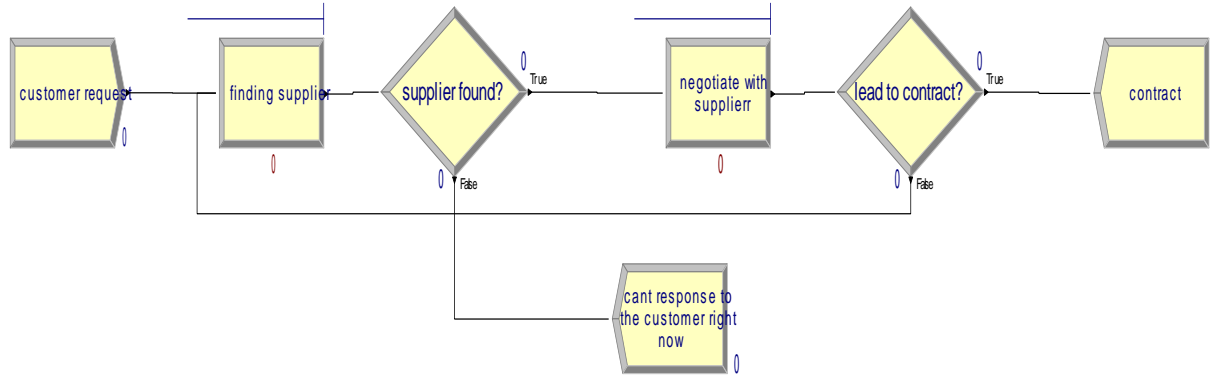 customer request
0
finding supplier
0
supplier found?
0
True
0
False
negotiate with
supplierr
0
lead to contract?
0
True
0
False
contract
cant response to
the customer right
now
0